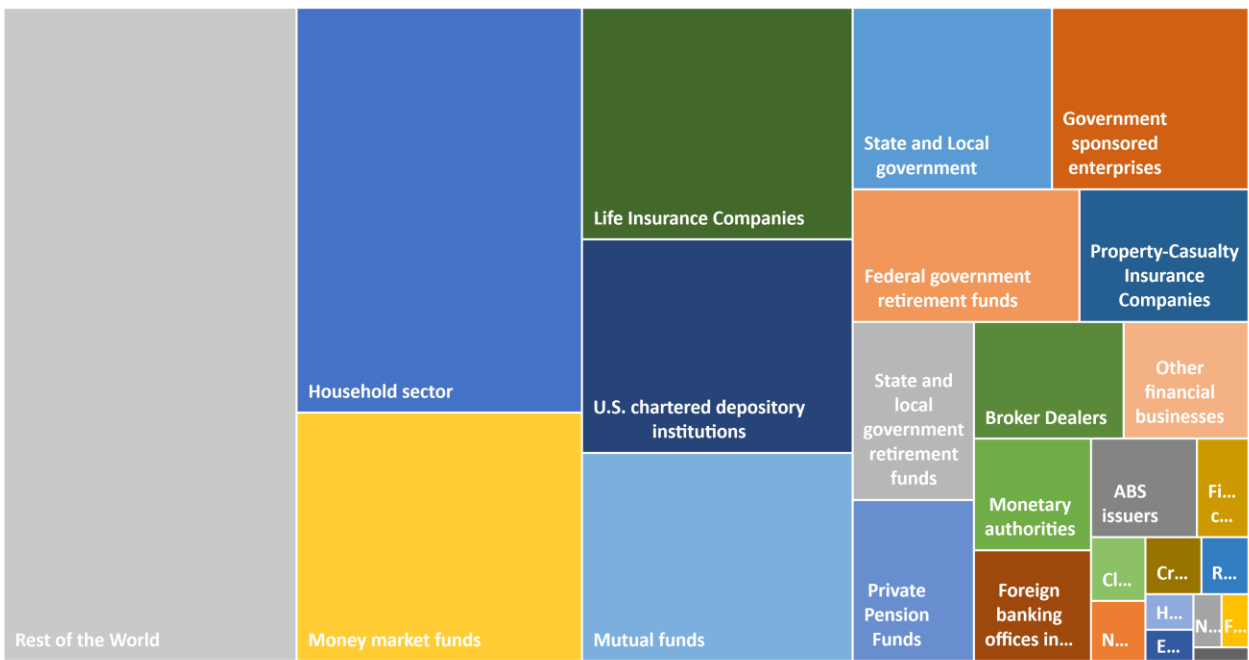 Rest of the World
Household sector
Money market funds
Life Insurance Companies
U.S. chartered depository
institutions
Mutual funds
State and Local
government
Government
sponsored
enterprises
Federal government
retirement funds
Property-Casualty
Insurance
Companies
State and
local
government
retirement
funds
Private
Pension
Funds
Broker Dealers
Other
financial
businesses
Monetary
authorities
Foreign
banking
offices in...
ABS
issuers
Fi...
c...
Cl...
Cr...
R...
N...
H...
E...
N...
F...